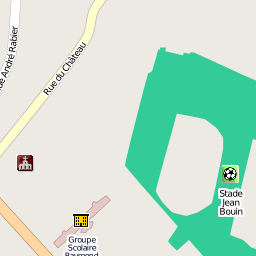 Rue André Rabier
Rue du Château
Stade
Jean
Bouin
Groupe
Scolaire
Raymond